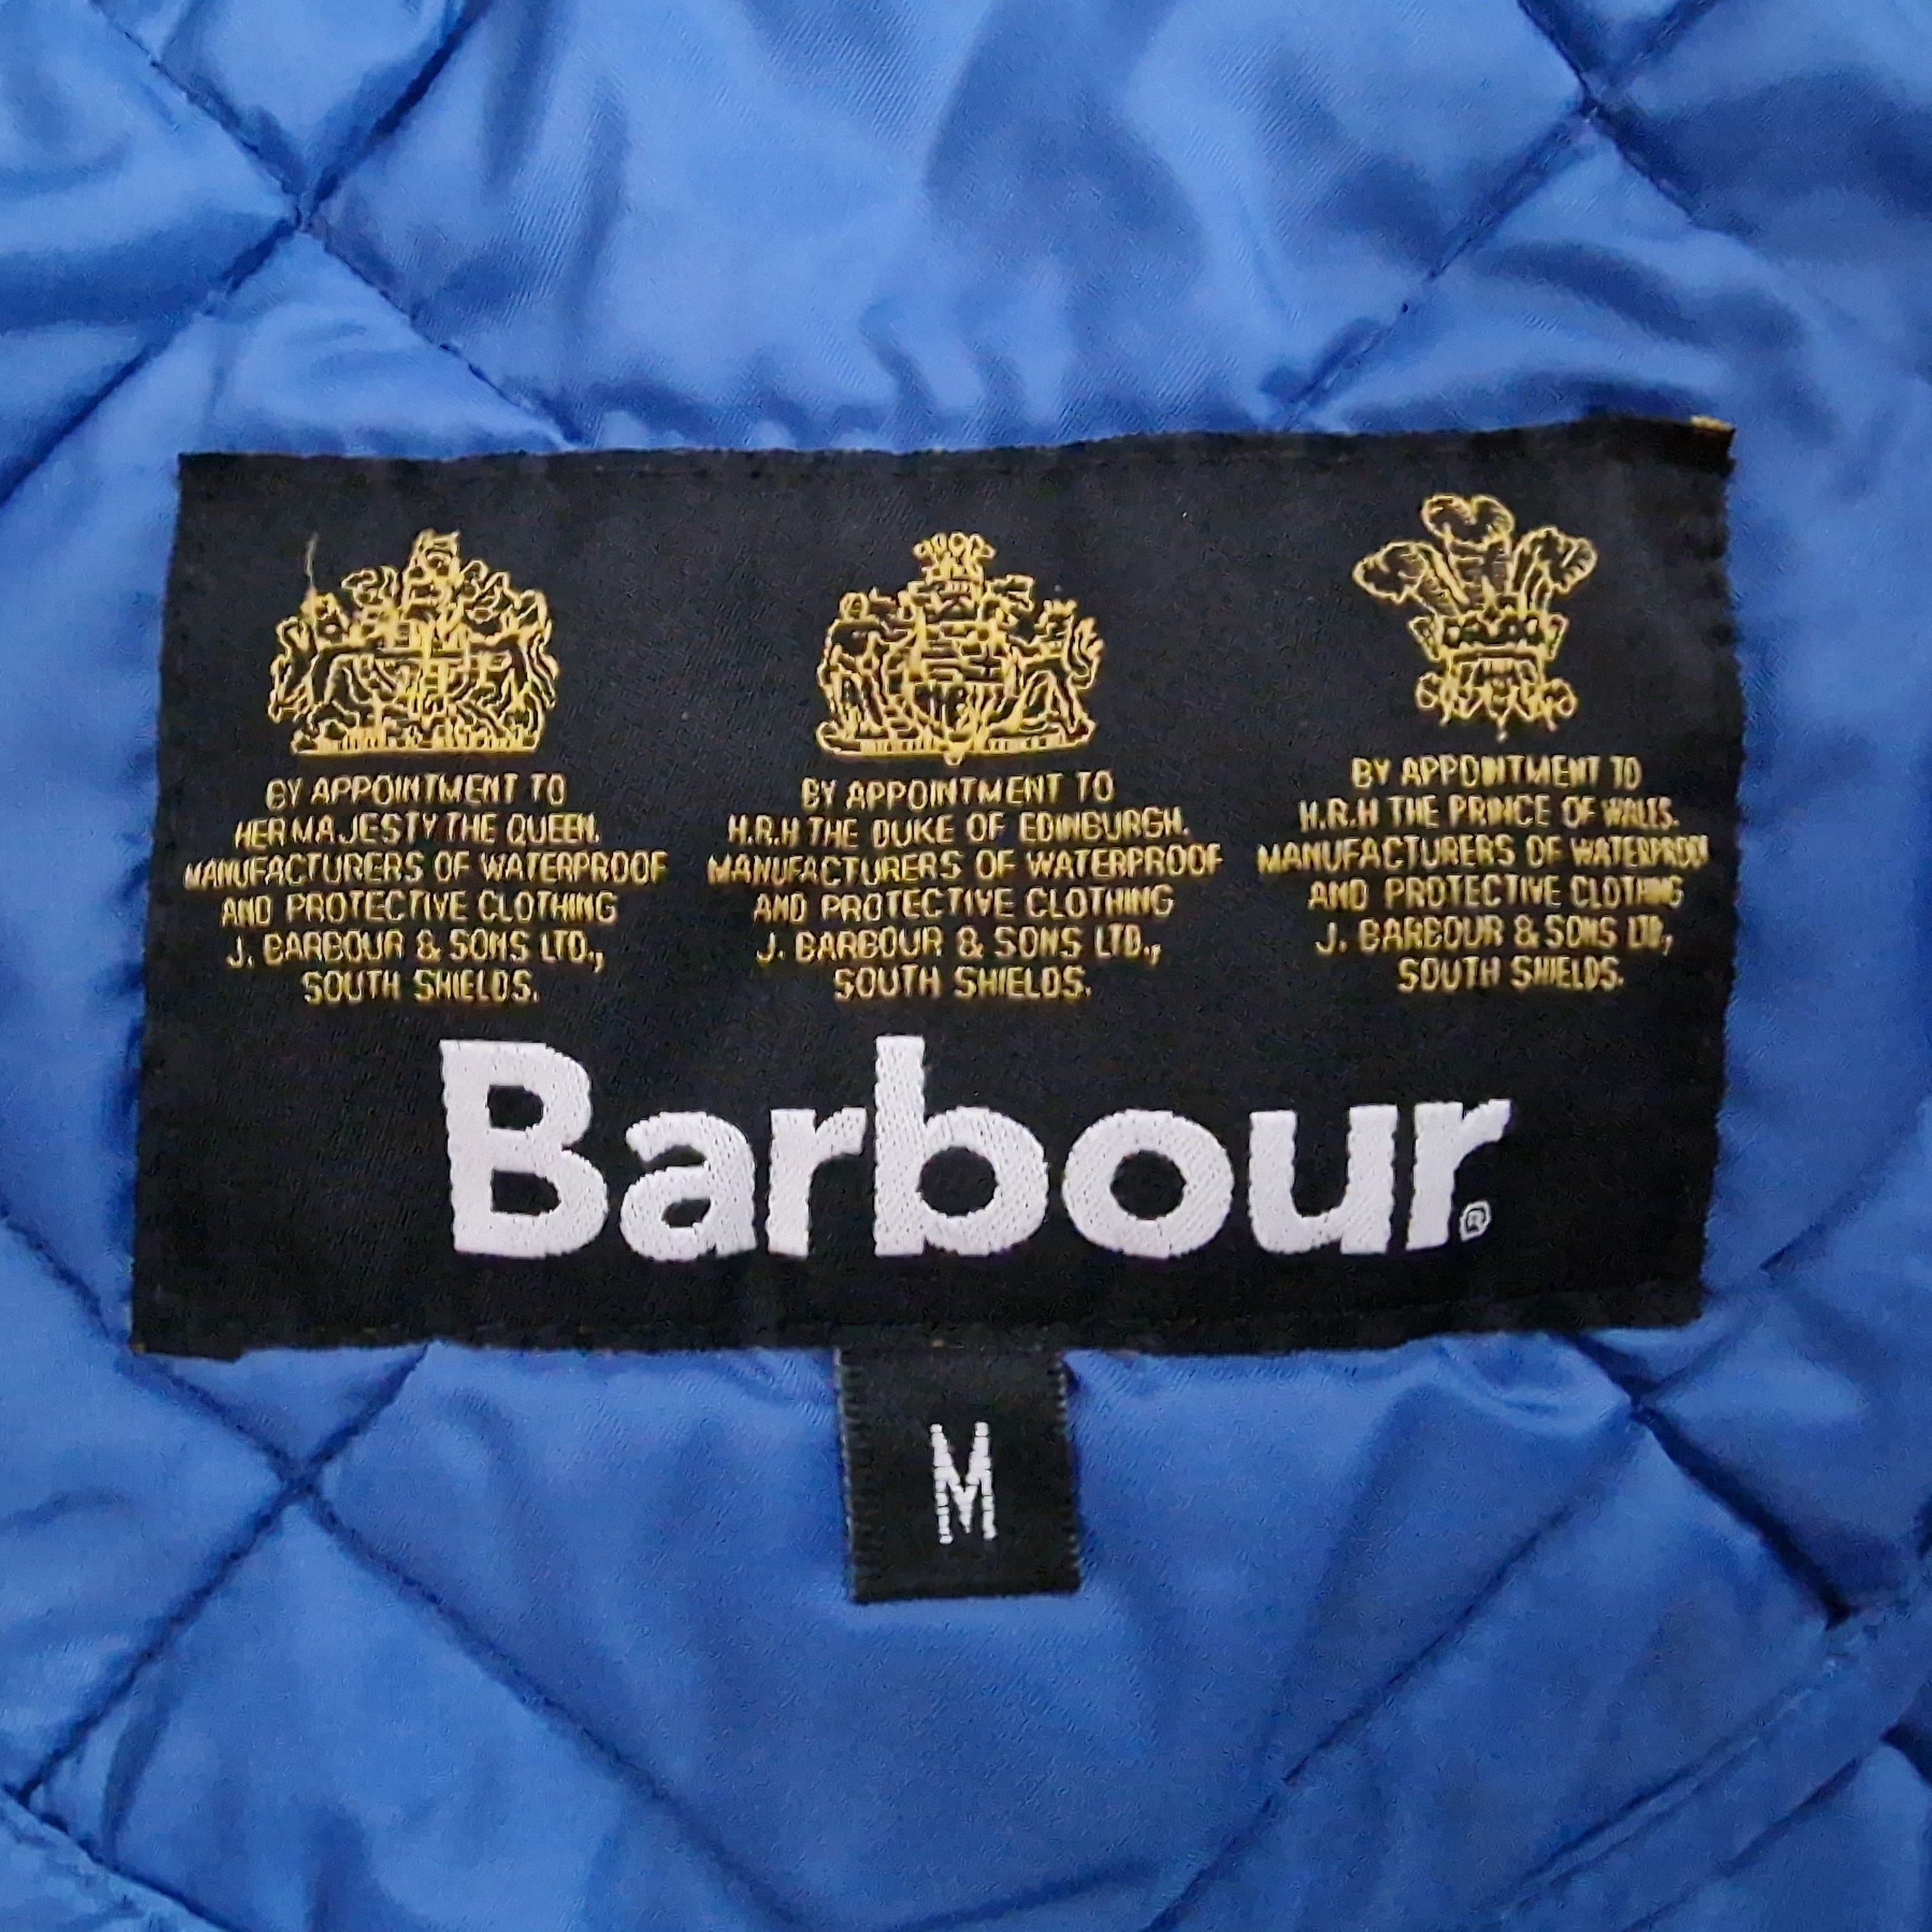 BY APPOINTMENT TO
HER MAJESTY THE QUEEN.
MANUFACTURERS OF WATERPROOF
AND PROTECTIVE CLOTHING
J. BARBOUR & SONS LTD.,
SOUTH SHIELDS.
BY APPOINTMENT TO
H.R.H THE DUKE OF EDINBURGH.
MANUFACTURERS OF WATERPROOF
AND PROTECTIVE CLOTHING
J. BARBOUR & SONS LTD.,
SOUTH SHIELDS.
BY APPOINTMENT TO
H.R.H THE PRINCE OF WALES.
MANUFACTURERS OF WATERPROOF
AND PROTECTIVE CLOTHING
J. BARBOUR & SONS LTD,
SOUTH SHIELDS.
Barbour®
M